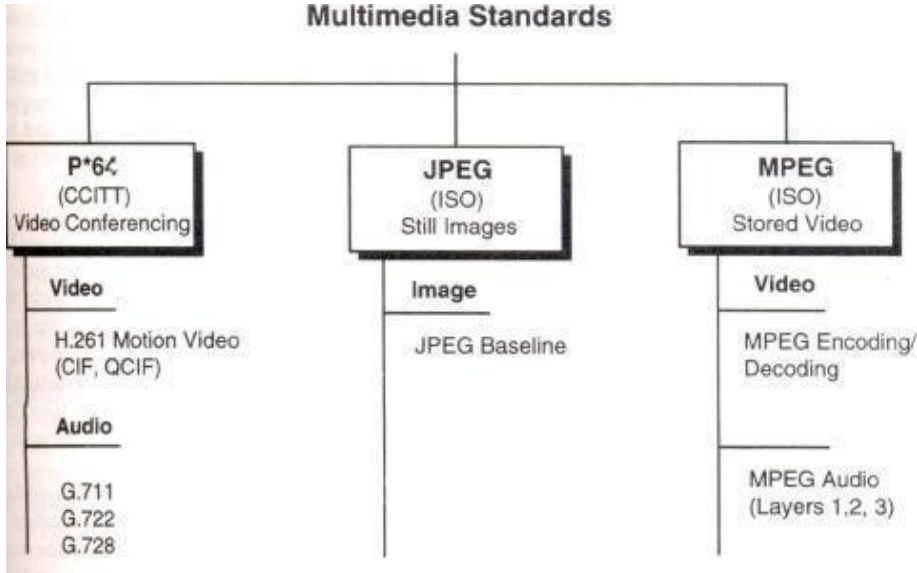 Multimedia Standards
P*64
(CCITT)
Video Conferencing
Video
H.261 Motion Video
(CIF, QCIF)
Audio
G.711
G.722
G.728
JPEG
(ISO)
Still Images
Image
JPEG Baseline
MPEG
(ISO)
Stored Video
Video
MPEG Encoding/
Decoding
MPEG Audio
(Layers 1,2, 3)